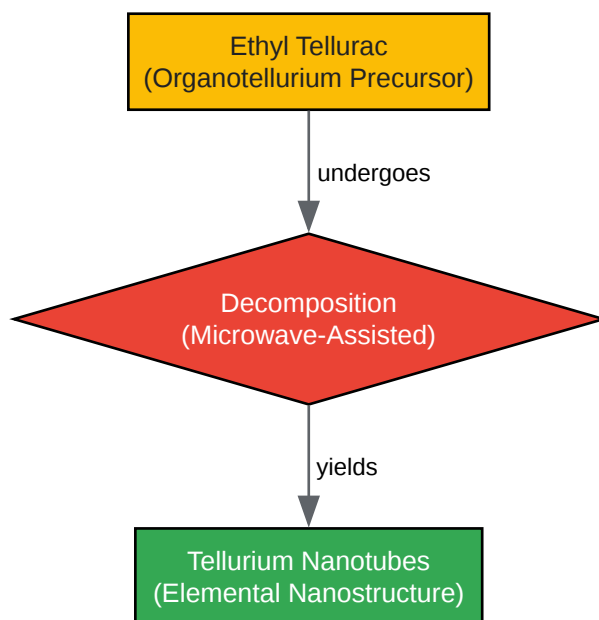 Ethyl Tellurac
(Organotellurium Precursor)
undergoes
Decomposition
(Microwave-Assisted)
yields
Tellurium Nanotubes
(Elemental Nanostructure)